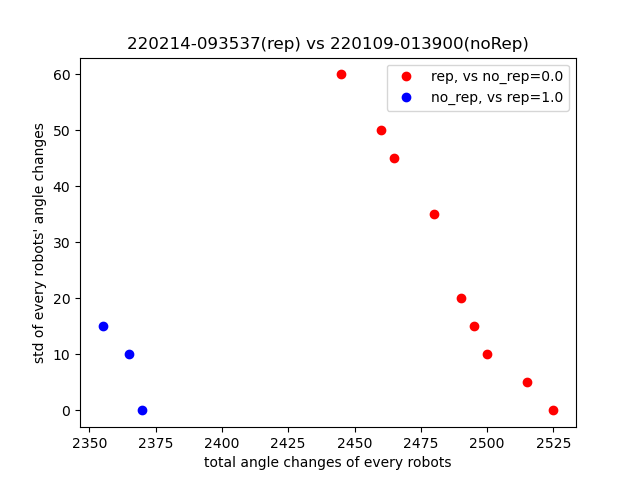 220214-093537(rep) vs 220109-013900(noRep)
rep, vs no_rep=0.0
no_rep, vs rep=1.0
std of every robots' angle changes
60
50
40
30
20
10
0
2350 2375 2400 2425 2450 2475 2500 2525
total angle changes of every robots